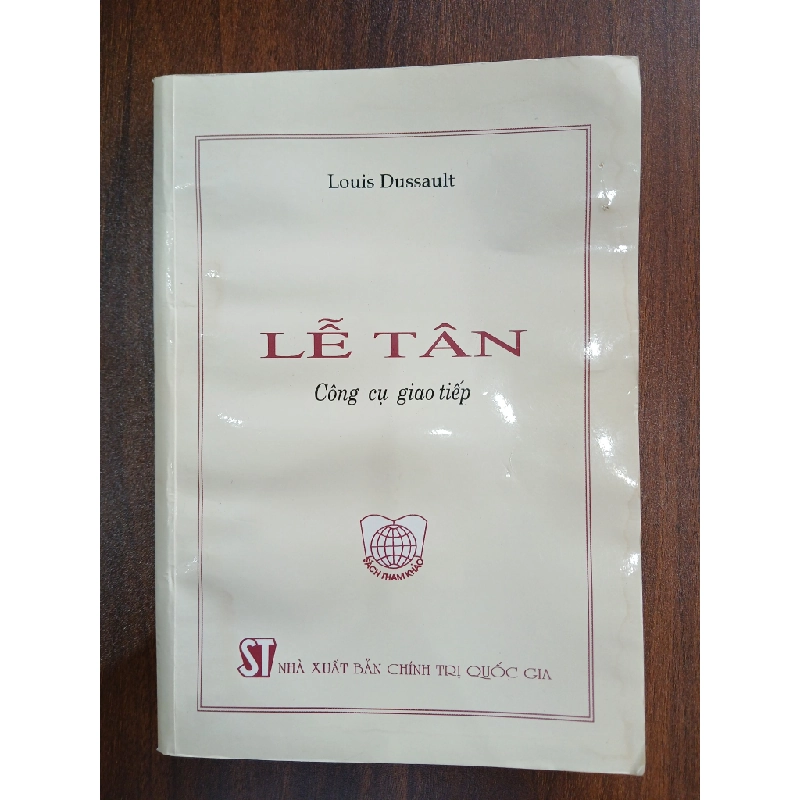 Louis Dussault
LỄ TÂN
Công cụ giao tiếp
SÁCH THAM KHẢO
ST NHÀ XUẤT BẢN CHÍNH TRỊ QUỐC GIA